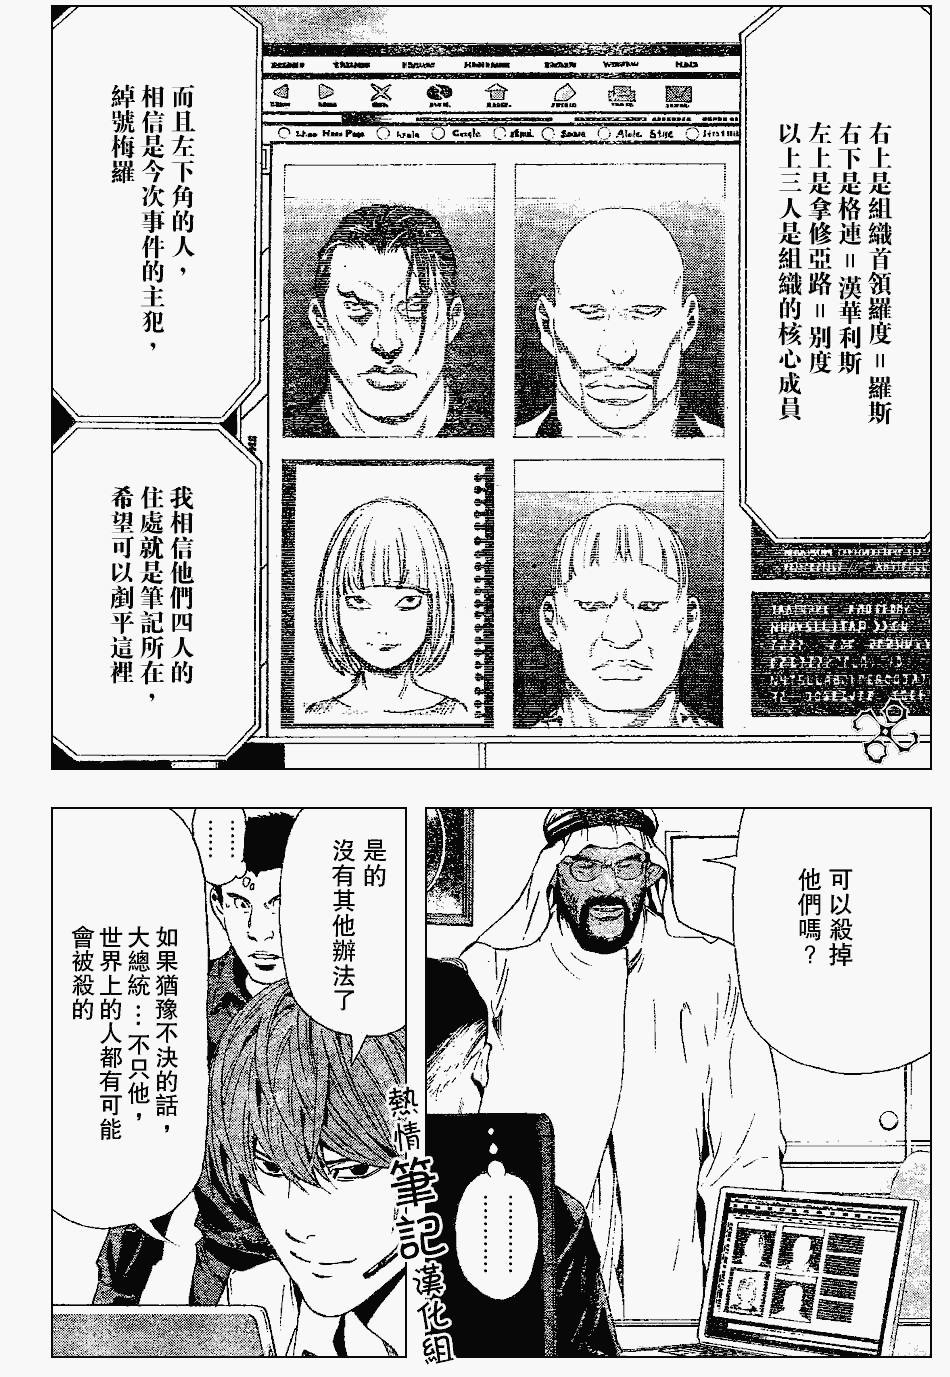 右上是組織首領羅度=羅斯
右下是格連=漢華利斯
左上是拿修亞路=別度
以上三人是組織的核心成員
而且左下角的人，
相信是今次事件的主犯，
綽號梅羅
我相信他們四人的
住處就是筆記所在，
希望可以剷平這裡
可以殺掉
他們嗎？
是的
沒有其他辦法了
如果猶豫不決的話，
大總統…不只他，
世界上的人都有可能
會被殺的
熱情筆記漢化組